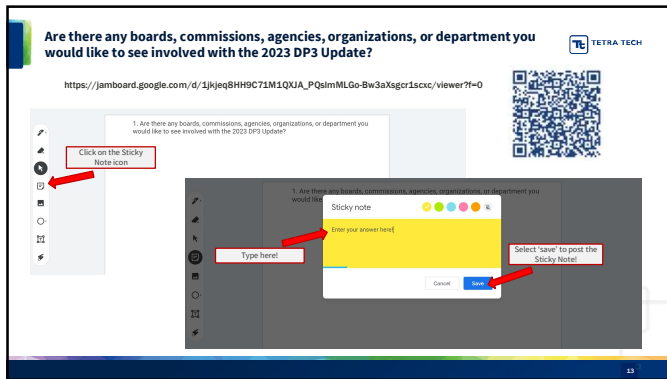 Are there any boards, commissions, agencies, organizations, or department you
would like to see involved with the 2023 DP3 Update?
TETRA TECH
https://jamboard.google.com/d/1jkjeq8HH9C71M1QXJA_PQsImMLGo-Bw3aXsgcr1scxc/viewer?f=0
1. Are there any boards, commissions, agencies, organizations, or department you
would like to see involved with the 2023 DP3 Update?
Click on the Sticky
Note icon
1. Are there any boards, commissions, agencies, organizations, or department you
would like
Sticky note
Enter your answer here!
Type here!
Select 'save' to post the
Sticky Note!
Cancel
Save
13